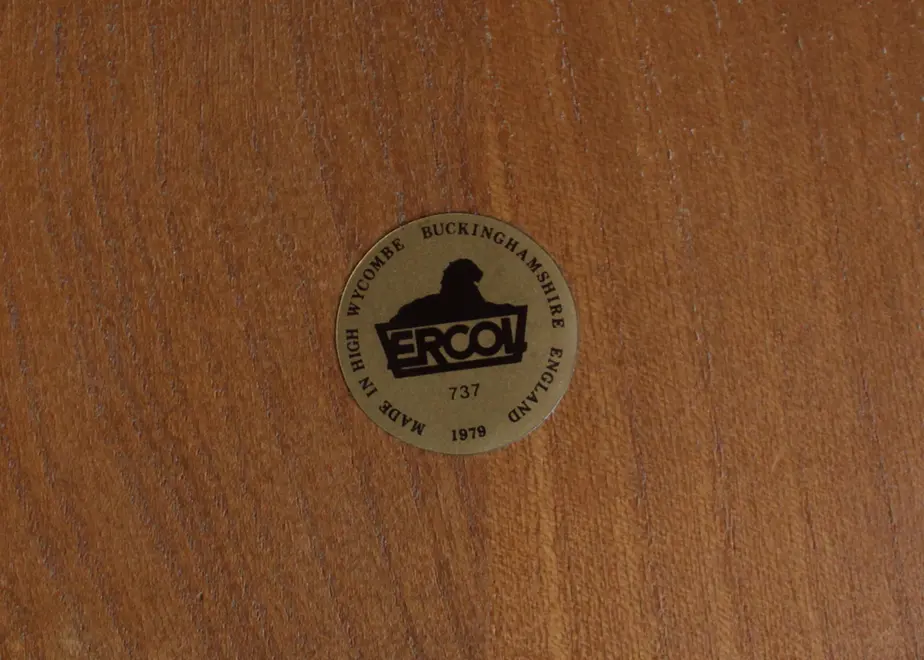 MADE IN HIGH WYCOMBE BUCKINGHAMSHIRE ENGLAND
ERCOL
737
1979